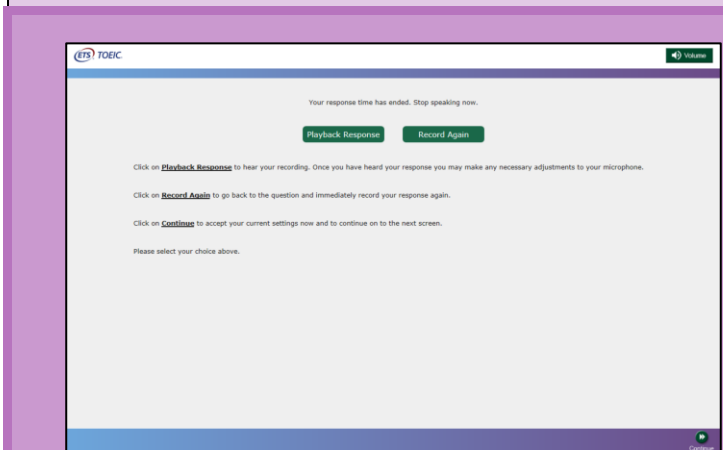 ETS TOEIC.
Volume
Your response time has ended. Stop speaking now.
Playback Response
Record Again
Click on Playback Response to hear your recording. Once you have heard your response you may make any necessary adjustments to your microphone.
Click on Record Again to go back to the question and immediately record your response again.
Click on Continue to accept your current settings now and to continue on to the next screen.
Please select your choice above.
Continue